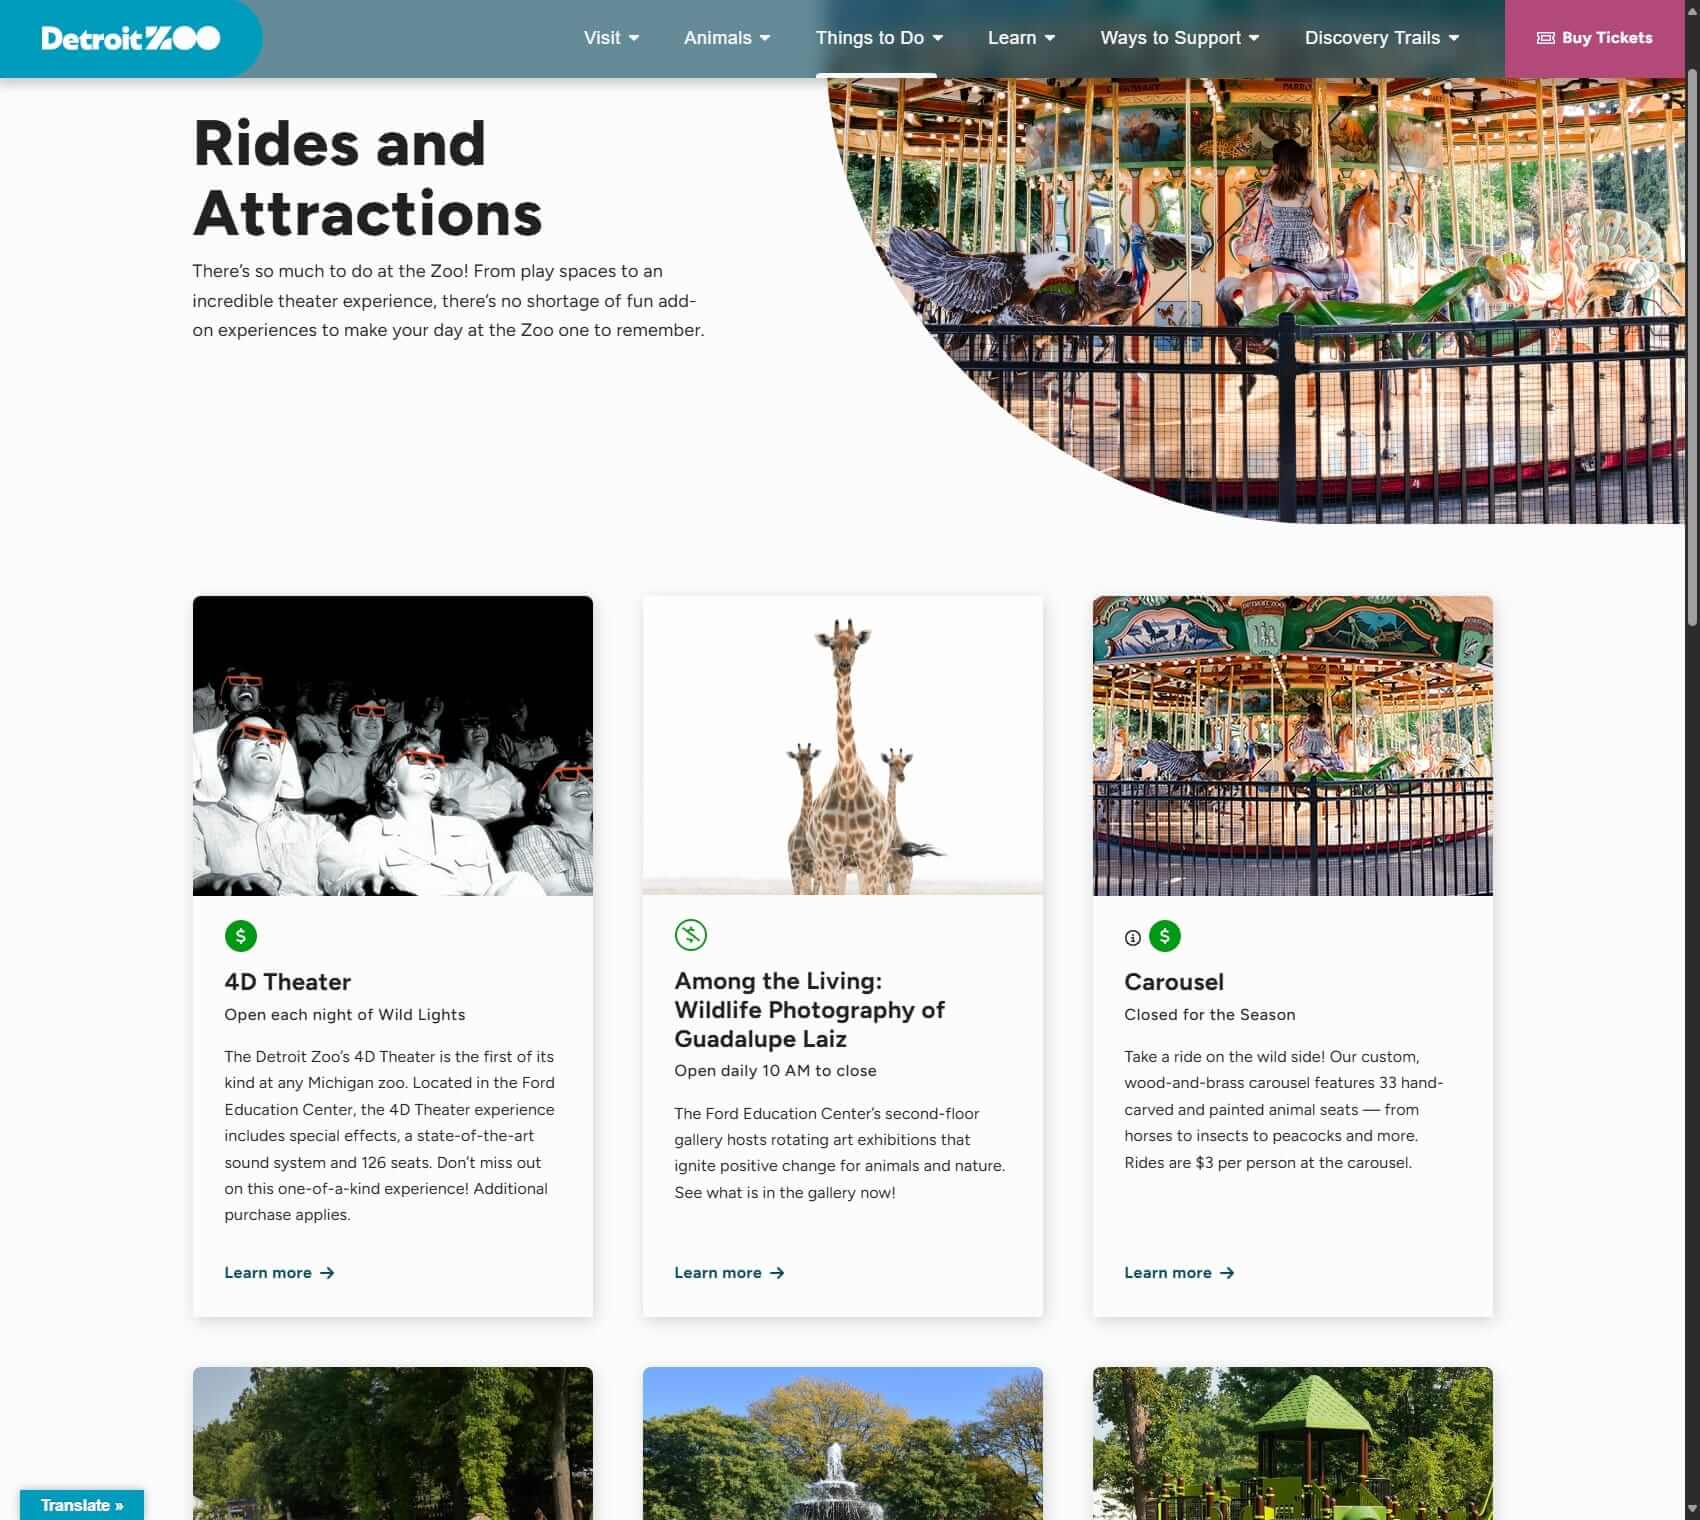 Detroit ZOO
Visit
Animals
Things to Do
Learn
Ways to Support
Discovery Trails
Buy Tickets
Rides and
Attractions
There's so much to do at the Zoo! From play spaces to an
incredible theater experience, there's no shortage of fun add-
on experiences to make your day at the Zoo one to remember.
DETROIT ZOO
$
4D Theater
Open each night of Wild Lights
The Detroit Zoo's 4D Theater is the first of its
kind at any Michigan zoo. Located in the Ford
Education Center, the 4D Theater experience
includes special effects, a state-of-the-art
sound system and 126 seats. Don't miss out
on this one-of-a-kind experience! Additional
purchase applies.
Learn more
$
Among the Living:
Wildlife Photography of
Guadalupe Laiz
Open daily 10 AM to close
The Ford Education Center's second-floor
gallery hosts rotating art exhibitions that
ignite positive change for animals and nature.
See what is in the gallery now!
Learn more
$
Carousel
Closed for the Season
Take a ride on the wild side! Our custom,
wood-and-brass carousel features 33 hand-
carved and painted animal seats — from
horses to insects to peacocks and more.
Rides are $3 per person at the carousel.
Learn more
Translate »